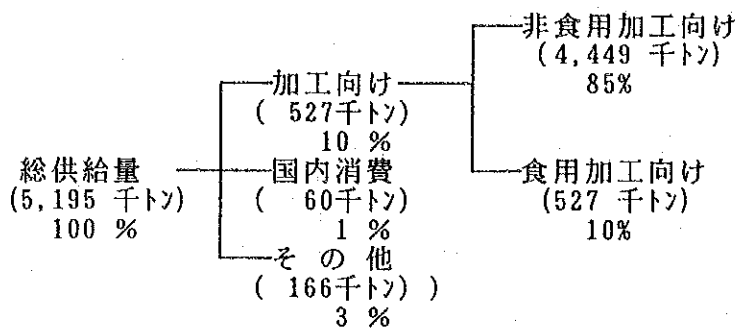 非食用加工向け
(4,449 千トン)
85%
加工向け
( 527千トン)
10 %
総供給量
(5,195 千トン)
100 %
国内消費
( 60千トン)
1 %
食用加工向け
(527 千トン)
10%
そ の 他
( 166千トン) )
3 %